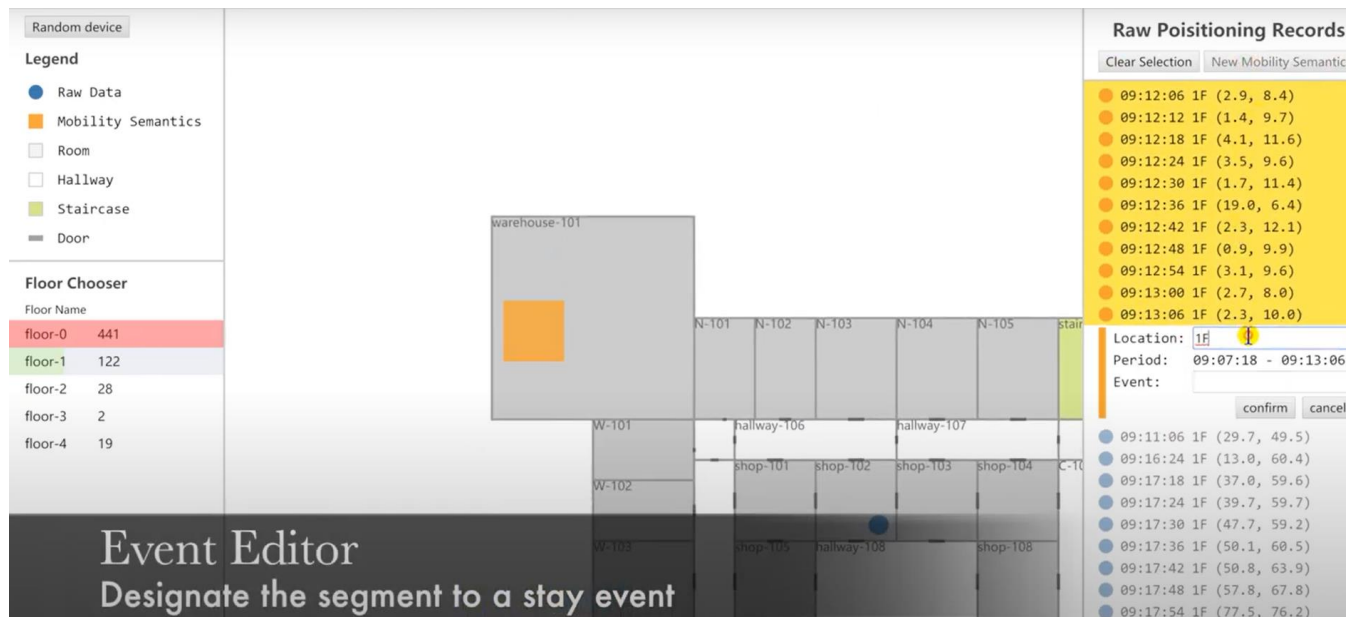 Random device
Legend
Raw Data
Mobility Semantics
Room
Hallway
Staircase
Door
Floor Chooser
Floor Name
floor-0 441
floor-1 122
floor-2 28
floor-3 2
floor-4 19
warehouse-101
N-101 N-102 N-103 N-104 N-105 stair
W-101 hallway-106 hallway-107
shop-101 shop-102 shop-103 shop-104 C-10
W-102
W-103 shop-105 hallway-108 shop-108
Event Editor
Designate the segment to a stay event
Raw Poisitioning Records
Clear Selection New Mobility Semantic
09:12:06 1F (2.9, 8.4)
09:12:12 1F (1.4, 9.7)
09:12:18 1F (4.1, 11.6)
09:12:24 1F (3.5, 9.6)
09:12:30 1F (1.7, 11.4)
09:12:36 1F (19.0, 6.4)
09:12:42 1F (2.3, 12.1)
09:12:48 1F (0.9, 9.9)
09:12:54 1F (3.1, 9.6)
09:13:00 1F (2.7, 8.0)
09:13:06 1F (2.3, 10.0)
Location: 1F
Period: 09:07:18 - 09:13:06
Event:
confirm cancel
09:11:06 1F (29.7, 49.5)
09:16:24 1F (13.0, 60.4)
09:17:18 1F (37.0, 59.6)
09:17:24 1F (39.7, 59.7)
09:17:30 1F (47.7, 59.2)
09:17:36 1F (50.1, 60.5)
09:17:42 1F (50.8, 63.9)
09:17:48 1F (57.8, 67.8)
09:17:54 1F (77.5, 76.2)